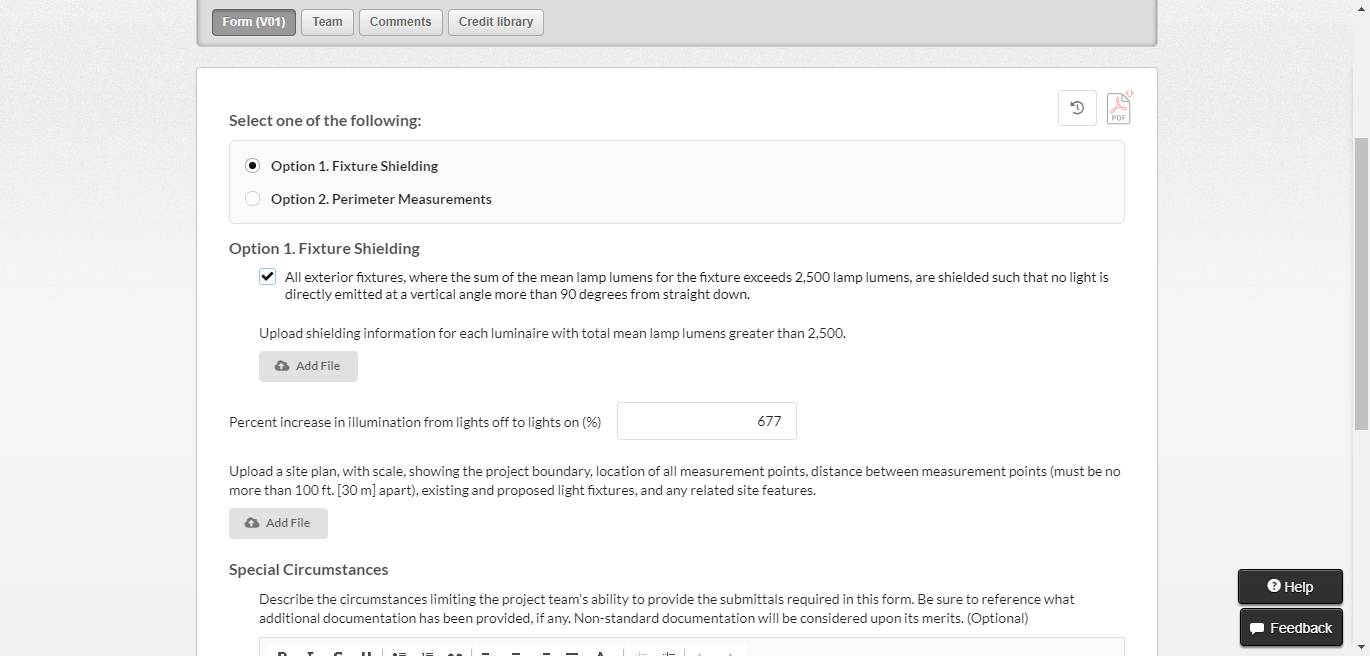 Form (V01) Team Comments Credit library
PDF
Select one of the following:
Option 1. Fixture Shielding
Option 2. Perimeter Measurements
Option 1. Fixture Shielding
All exterior fixtures, where the sum of the mean lamp lumens for the fixture exceeds 2,500 lamp lumens, are shielded such that no light is
directly emitted at a vertical angle more than 90 degrees from straight down.
Upload shielding information for each luminaire with total mean lamp lumens greater than 2,500.
Add File
Percent increase in illumination from lights off to lights on (%) 677
Upload a site plan, with scale, showing the project boundary, location of all measurement points, distance between measurement points (must be no
more than 100 ft. [30 m] apart), existing and proposed light fixtures, and any related site features.
Add File
Special Circumstances
Describe the circumstances limiting the project team's ability to provide the submittals required in this form. Be sure to reference what
additional documentation has been provided, if any. Non-standard documentation will be considered upon its merits. (Optional)
Help
Feedback